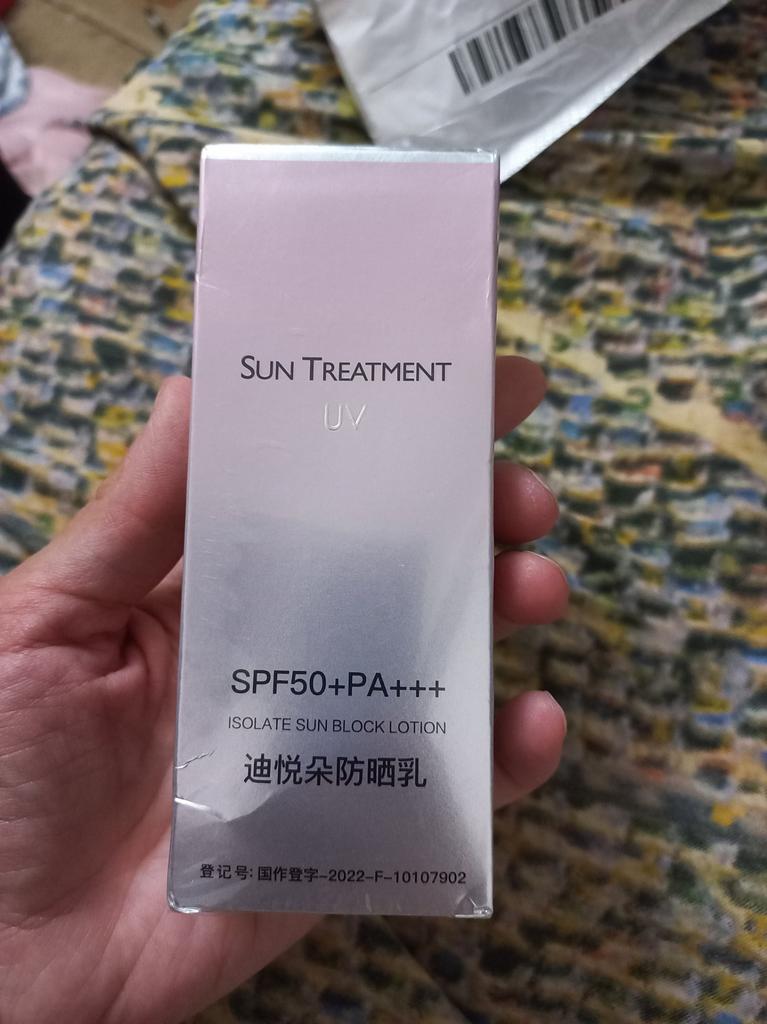 SUN TREATMENT
UV
SPF50+PA+++
ISOLATE SUN BLOCK LOTION
迪悦朵防晒乳
登记号: 国作登字-2022-F-10107902